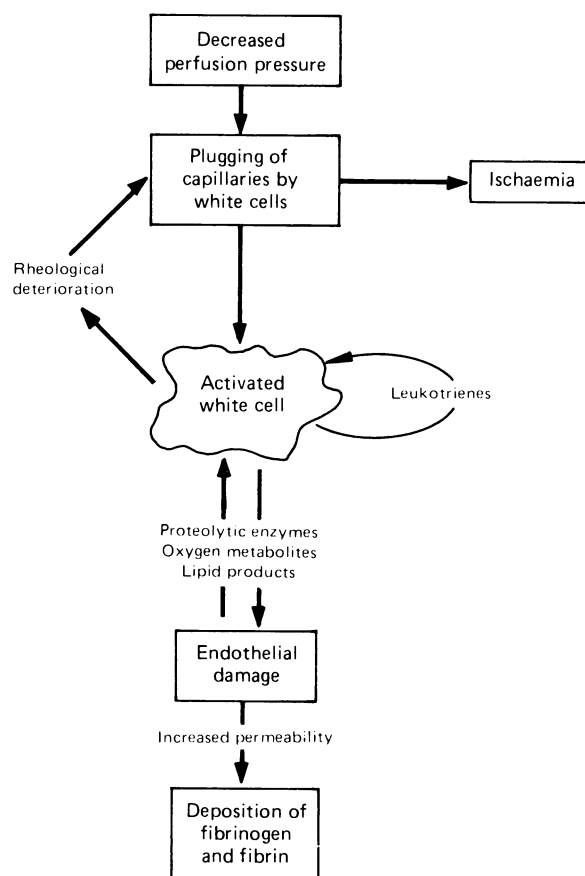 Decreased
perfusion pressure
Plugging of
capillaries by
white cells
Ischaemia
Rheological
deterioration
Activated
white cell
Leukotrienes
Proteolytic enzymes
Oxygen metabolites
Lipid products
Endothelial
damage
Increased permeability
Deposition of
fibrinogen
and fibrin